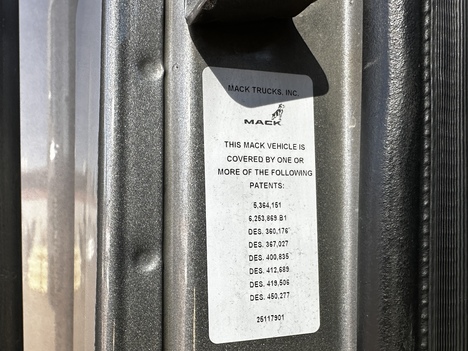 MACK TRUCKS, INC.
MACK
THIS MACK VEHICLE IS
COVERED BY ONE OR
MORE OF THE FOLLOWING
PATENTS:
5,364,151
6,253,869 B1
DES. 360,176
DES. 367,027
DES. 400,835
DES. 412,689
DES. 419,506
DES. 450,277
25117901